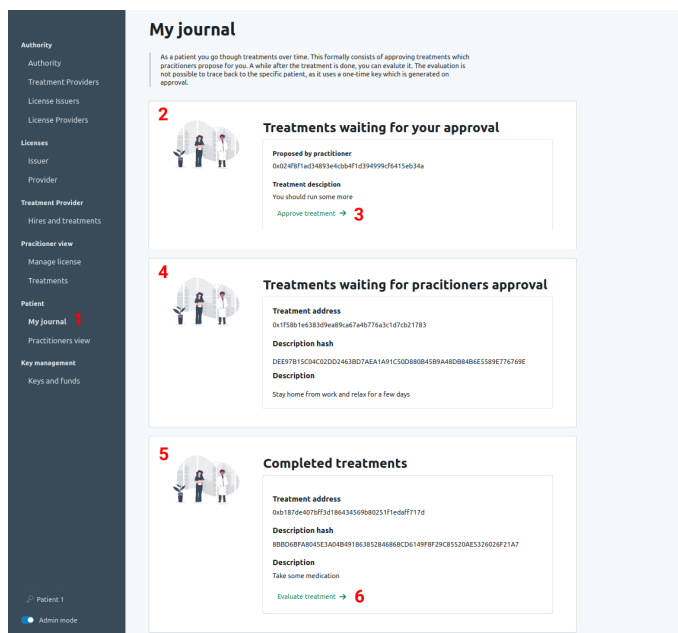 Authority
Authority
Treatment Providers
License Issuers
License Providers
Licenses
Issuer
Provider
Treatment Provider
Hires and treatments
Pracitioner view
Manage license
Treatments
Patient
My journal 1
Practitioners view
Key management
Keys and funds
Patient 1
Admin mode
My journal
As a patient you go though treatments over time. This formally consists of approving treatments which
pracitioners propose for you. A while after the treatment is done, you can evalute it. The evaluation is
not possible to trace back to the specific patient, as it uses a one-time key which is generated on
approval.
2
Treatments waiting for your approval
Proposed by practitioner
0x024f8f1ad34893e4cbb4f1d394999cf6415eb34a
Treatment desciption
You should run some more
Approve treatment → 3
4
Treatments waiting for pracitioners approval
Treatment address
0x1f58b1e6383d9ea89ca67a4b776a3c1d7cb21783
Description hash
DEE97B15C04C02DD2463BD7AEA1A91C50D880B45B9A48DB84B6E5589E776769E
Description
Stay home from work and relax for a few days
5
Completed treatments
Treatment address
0xb187de407bff3d186434569b80251f1edaff717d
Description hash
8BBD6BFA8045E3A04B491863852846868CD6149F8F29C85520AE5326026F21A7
Description
Take some medication
Evaluate treatment → 6